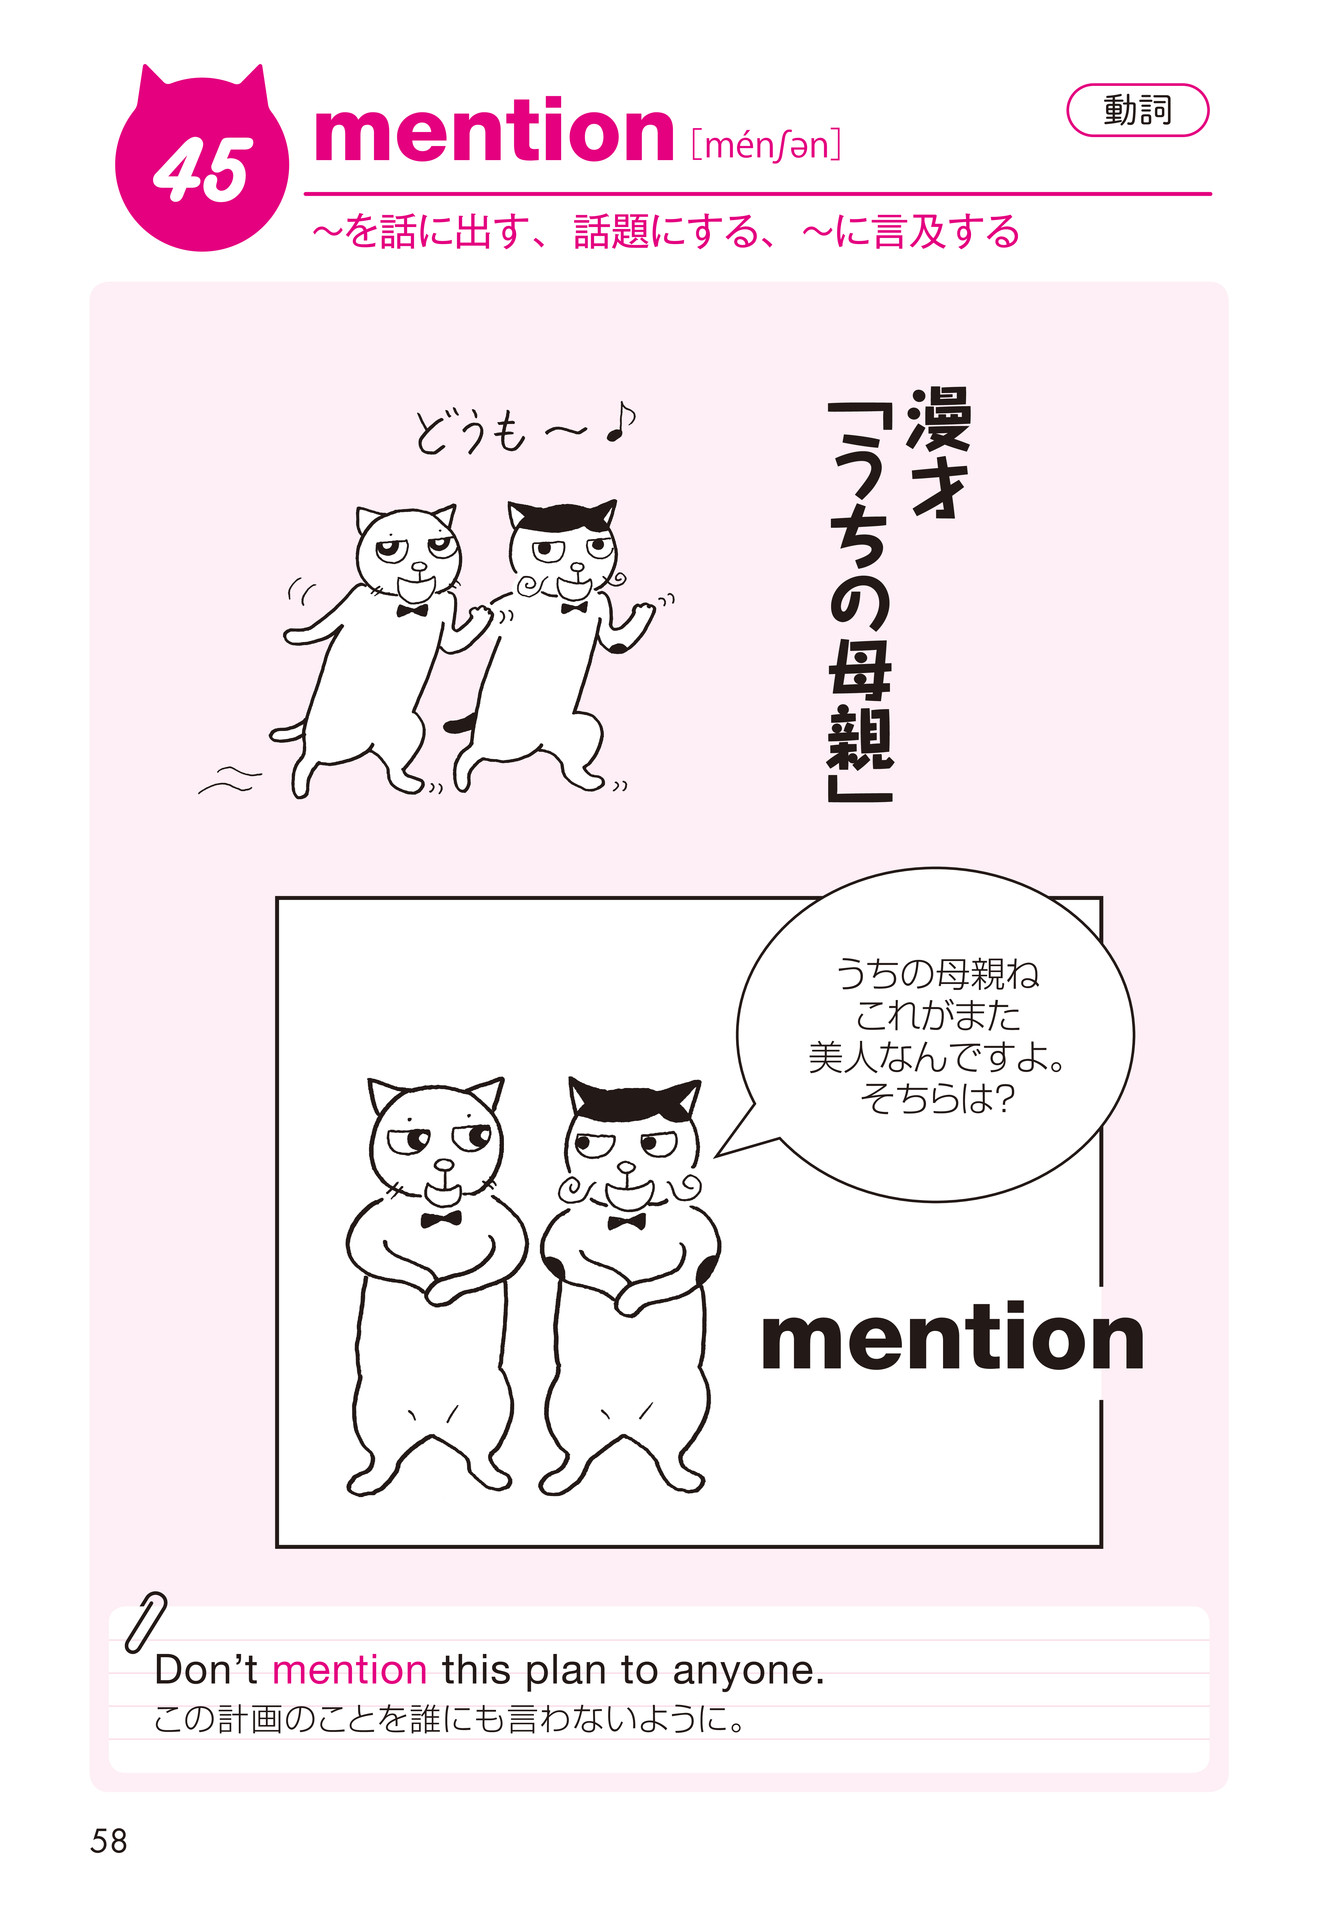 45
mention [ménʃən]
動詞
～を話に出す、話題にする、～に言及する
漫才
「うちの母親」
どうも～♪
うちの母親ね
これがまた
美人なんですよ。
そちらは？
mention
Don’t mention this plan to anyone.
この計画のことを誰にも言わないように。
58